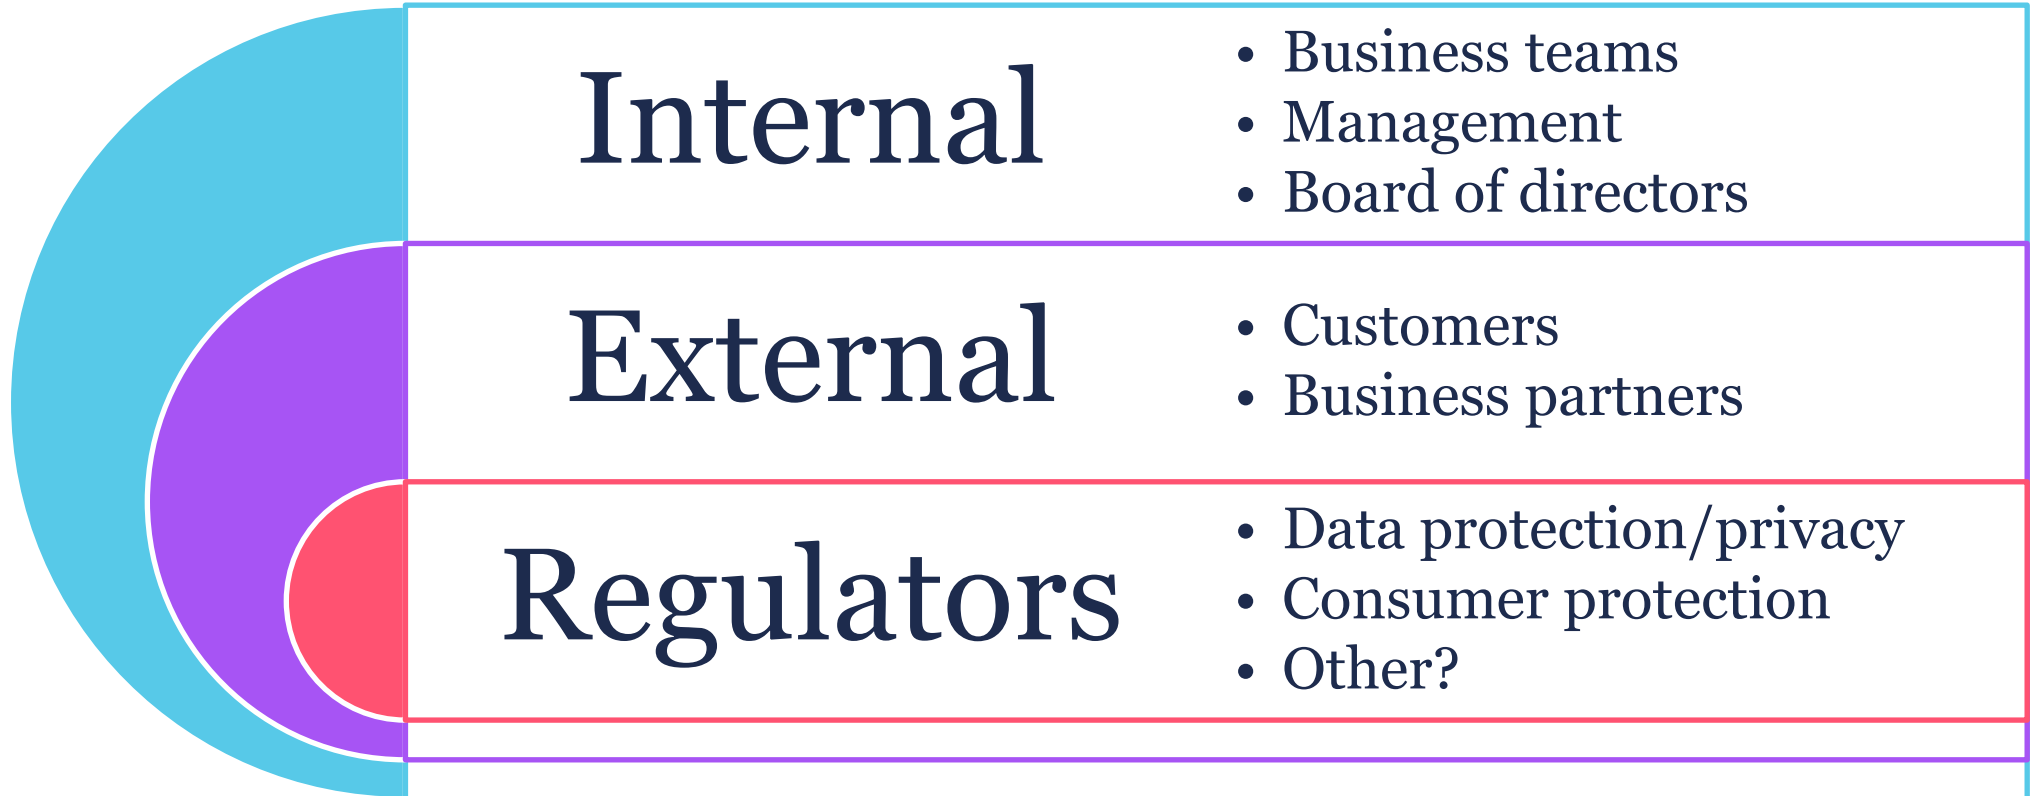 Internal
• Business teams
• Management
• Board of directors
External
• Customers
• Business partners
Regulators
• Data protection/privacy
• Consumer protection
• Other?